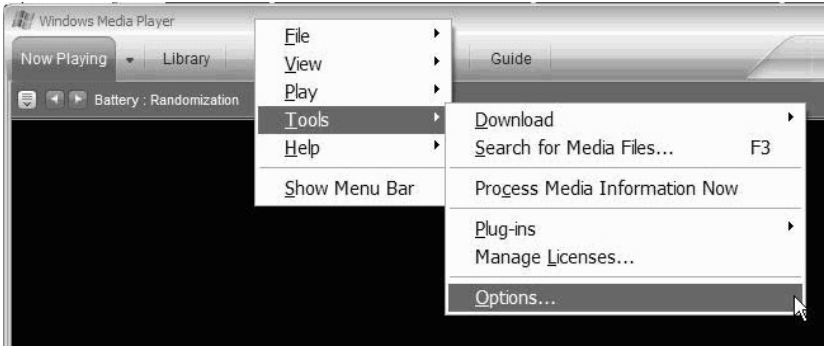 Windows Media Player
Now Playing
Library
Guide
Battery : Randomization
File
View
Play
Tools
Help
Show Menu Bar
Download
Search for Media Files... F3
Process Media Information Now
Plug-ins
Manage Licenses...
Options...